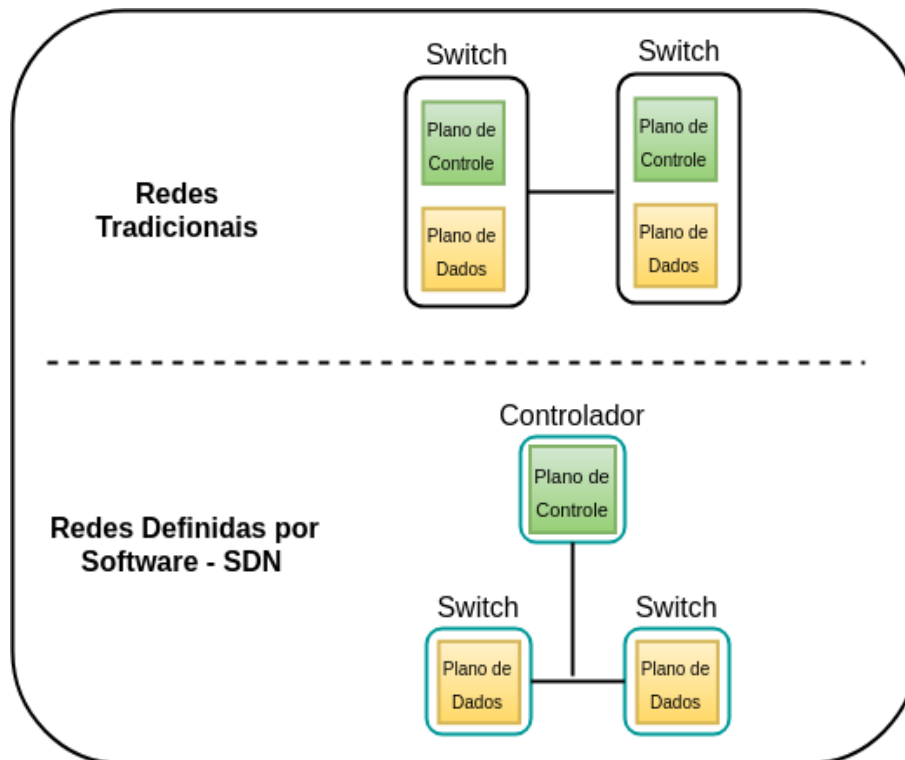 Switch
Switch
Plano de
Controle
Plano de
Controle
Redes
Tradicionais
Plano de
Dados
Plano de
Dados
Controlador
Plano de
Controle
Redes Definidas por
Software - SDN
Switch
Switch
Plano de
Dados
Plano de
Dados